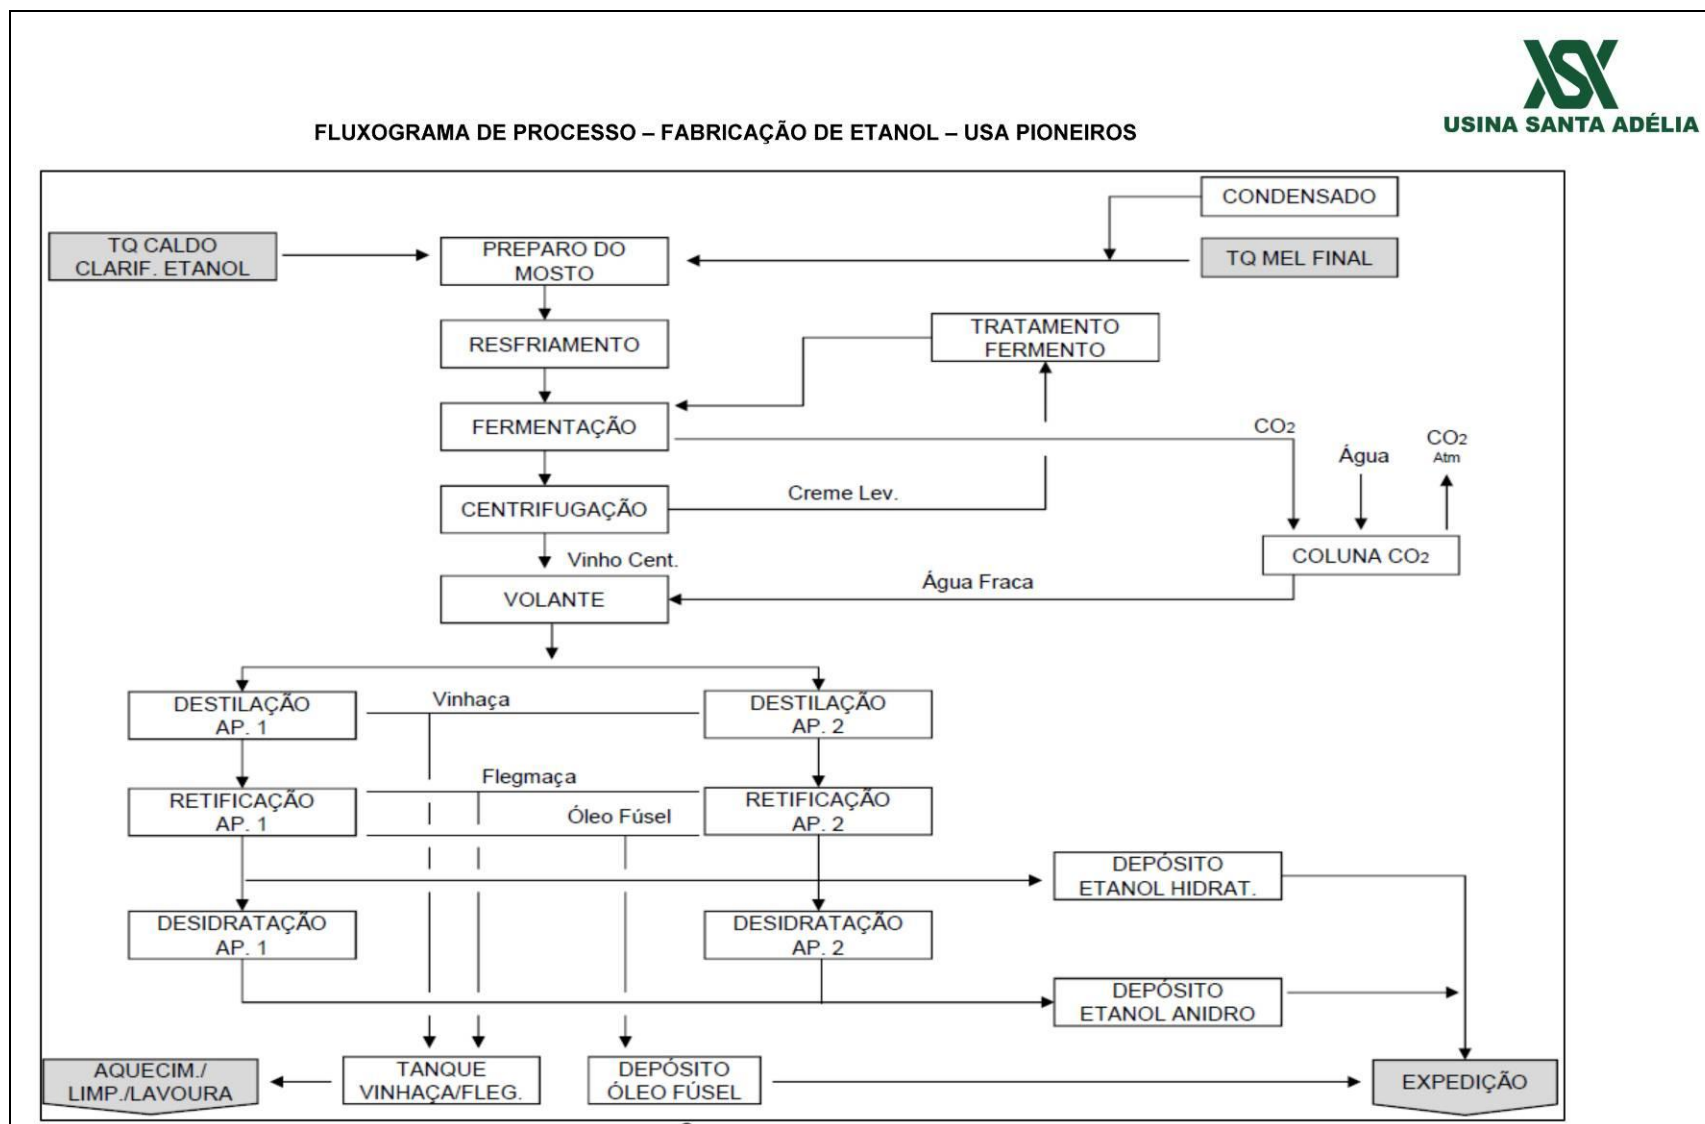 USINA SANTA ADÉLIA
FLUXOGRAMA DE PROCESSO – FABRICAÇÃO DE ETANOL – USA PIONEIROS
CONDENSADO
TQ CALDO
CLARIF. ETANOL
PREPARO DO
MOSTO
TQ MEL FINAL
RESFRIAMENTO
TRATAMENTO
FERMENTO
FERMENTAÇÃO
CO2
Água
CO2
Atm
CENTRIFUGAÇÃO
Creme Lev.
Vinho Cent.
COLUNA CO2
VOLANTE
Água Fraca
DESTILAÇÃO
AP. 1
Vinhaça
DESTILAÇÃO
AP. 2
RETIFICAÇÃO
AP. 1
Flegmaça
Óleo Fúsel
RETIFICAÇÃO
AP. 2
DEPÓSITO
ETANOL HIDRAT.
DESIDRATAÇÃO
AP. 1
DESIDRATAÇÃO
AP. 2
DEPÓSITO
ETANOL ANIDRO
AQUECIM./
LIMP./LAVOURA
TANQUE
VINHAÇA/FLEG.
DEPÓSITO
ÓLEO FÚSEL
EXPEDIÇÃO